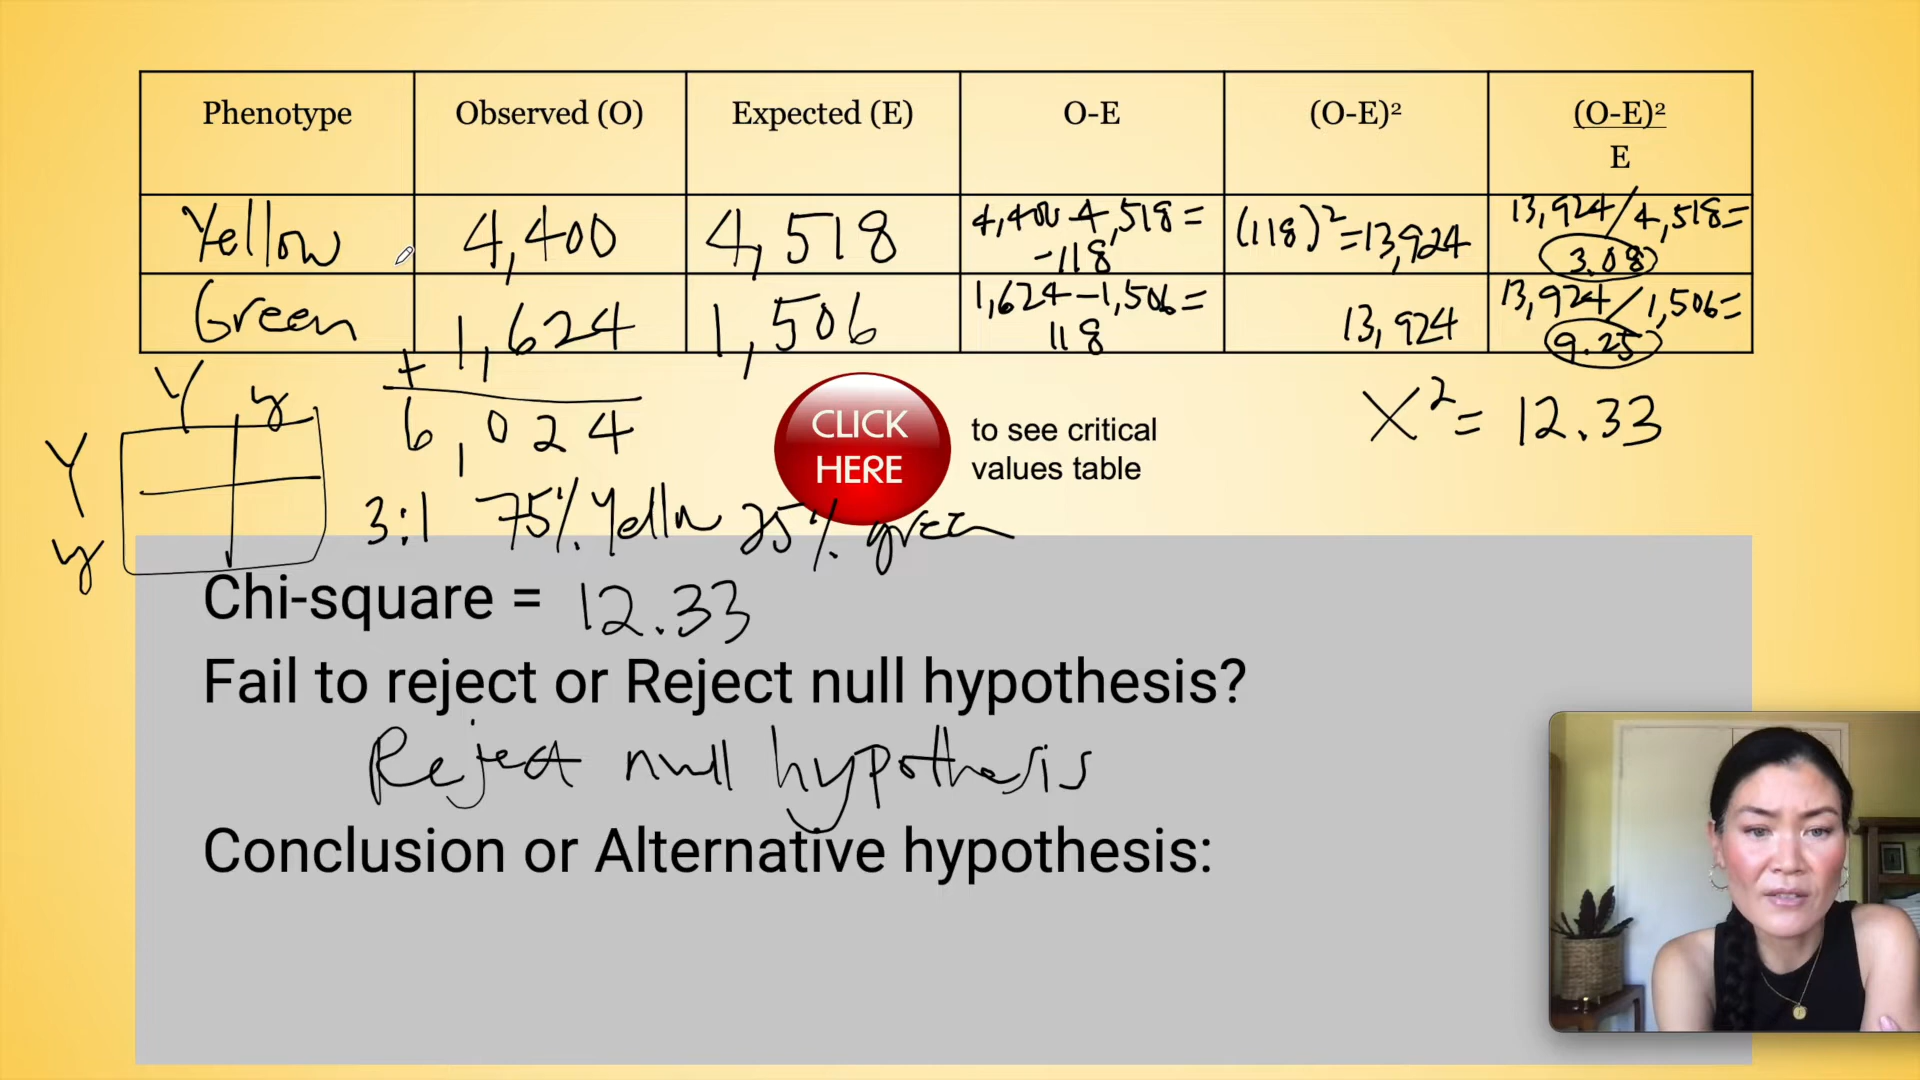 Phenotype Observed (O) Expected (E) O-E (O-E)² (O-E)²
E
Yellow 4,400 4,518 4,400-4,518= (118)²=13,924 13,924/4,518=
-118 3.08
Green 1,624 1,506 1,624-1,506= 13,924 13,924/1,506=
118 9.25
+
6,024
Y y
Y
y
CLICK
HERE
to see critical
values table
X²= 12.33
3:1 75% Yellow 25% green
Chi-square = 12.33
Fail to reject or Reject null hypothesis?
Reject null hypothesis
Conclusion or Alternative hypothesis: